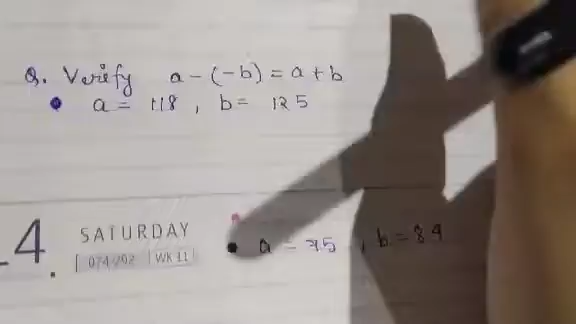 Q. Verify a - (-b) = a + b
a = 118, b = 125
4. SATURDAY
074-292 WK 11
a = 75, b = 84